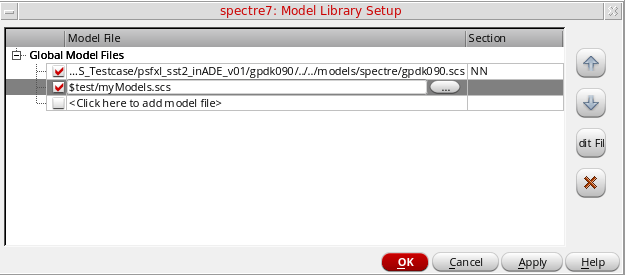 spectre7: Model Library Setup
Model File Section
Global Model Files
...S_Testcase/psfxl_sst2_inADE_v01/gpdk090/../../models/spectre/gpdk090.scs NN
$test/myModels.scs ...
<Click here to add model file>
dit Fil
OK Cancel Apply Help